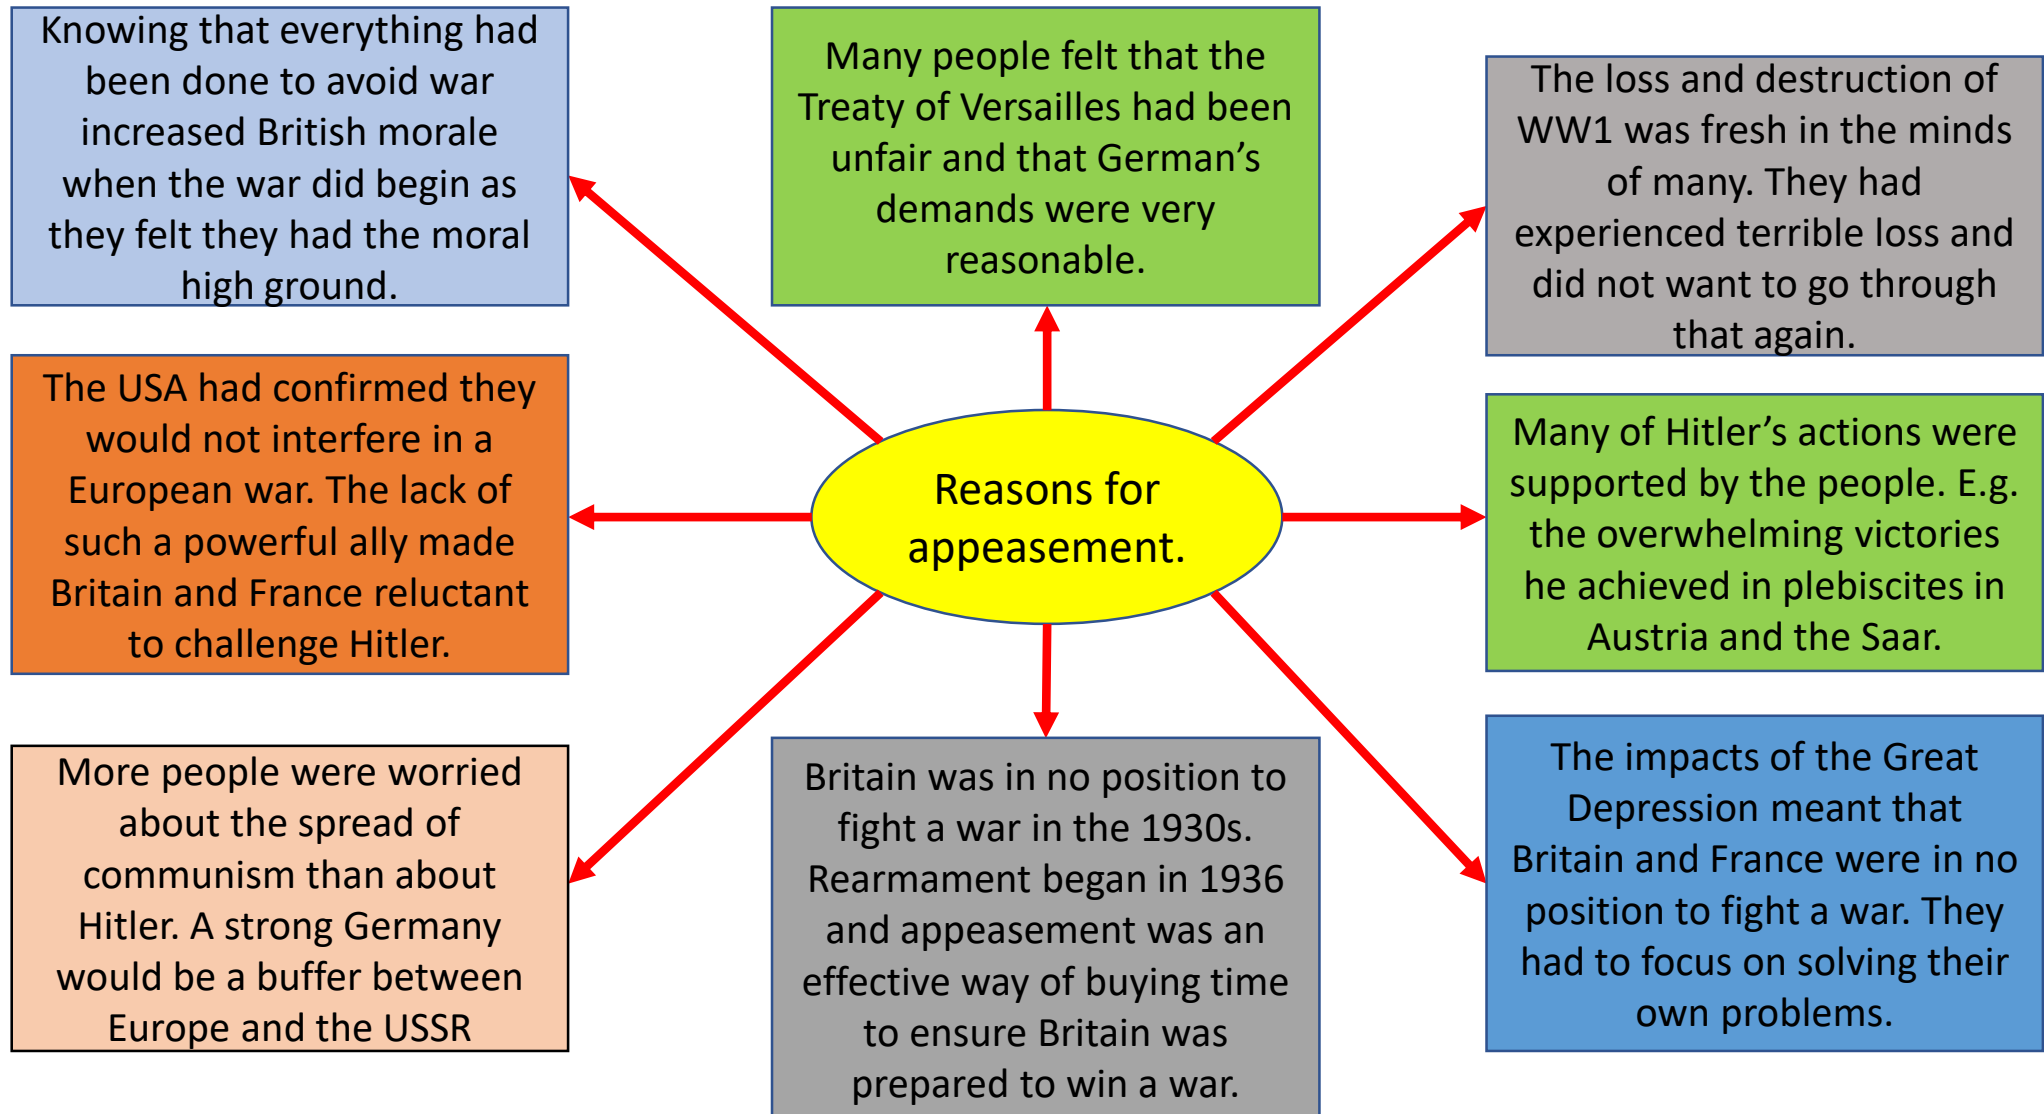 Knowing that everything had
been done to avoid war
increased British morale
when the war did begin as
they felt they had the moral
high ground.
Many people felt that the
Treaty of Versailles had been
unfair and that German’s
demands were very
reasonable.
The loss and destruction of
WW1 was fresh in the minds
of many. They had
experienced terrible loss and
did not want to go through
that again.
The USA had confirmed they
would not interfere in a
European war. The lack of
such a powerful ally made
Britain and France reluctant
to challenge Hitler.
Reasons for
appeasement.
Many of Hitler’s actions were
supported by the people. E.g.
the overwhelming victories
he achieved in plebiscites in
Austria and the Saar.
More people were worried
about the spread of
communism than about
Hitler. A strong Germany
would be a buffer between
Europe and the USSR
Britain was in no position to
fight a war in the 1930s.
Rearmament began in 1936
and appeasement was an
effective way of buying time
to ensure Britain was
prepared to win a war.
The impacts of the Great
Depression meant that
Britain and France were in no
position to fight a war. They
had to focus on solving their
own problems.